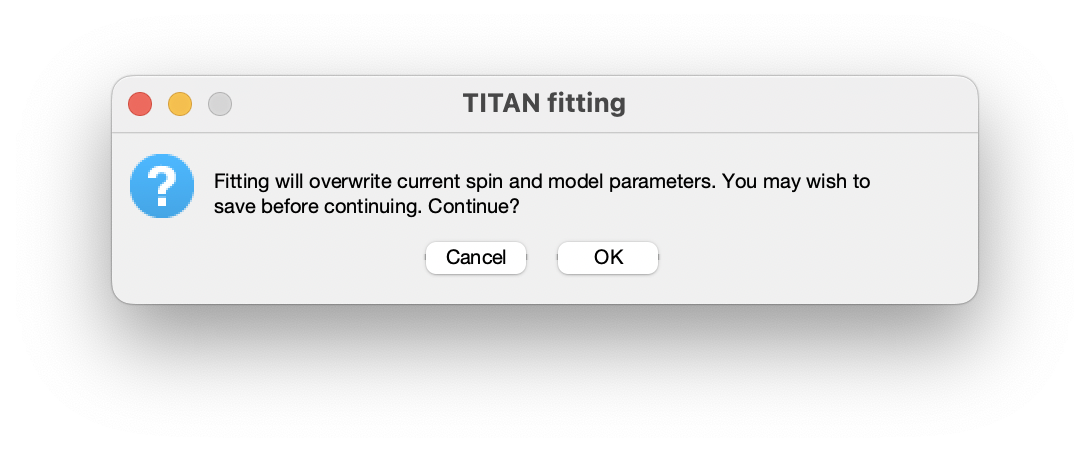 TITAN fitting
Fitting will overwrite current spin and model parameters. You may wish to
save before continuing. Continue?
Cancel OK